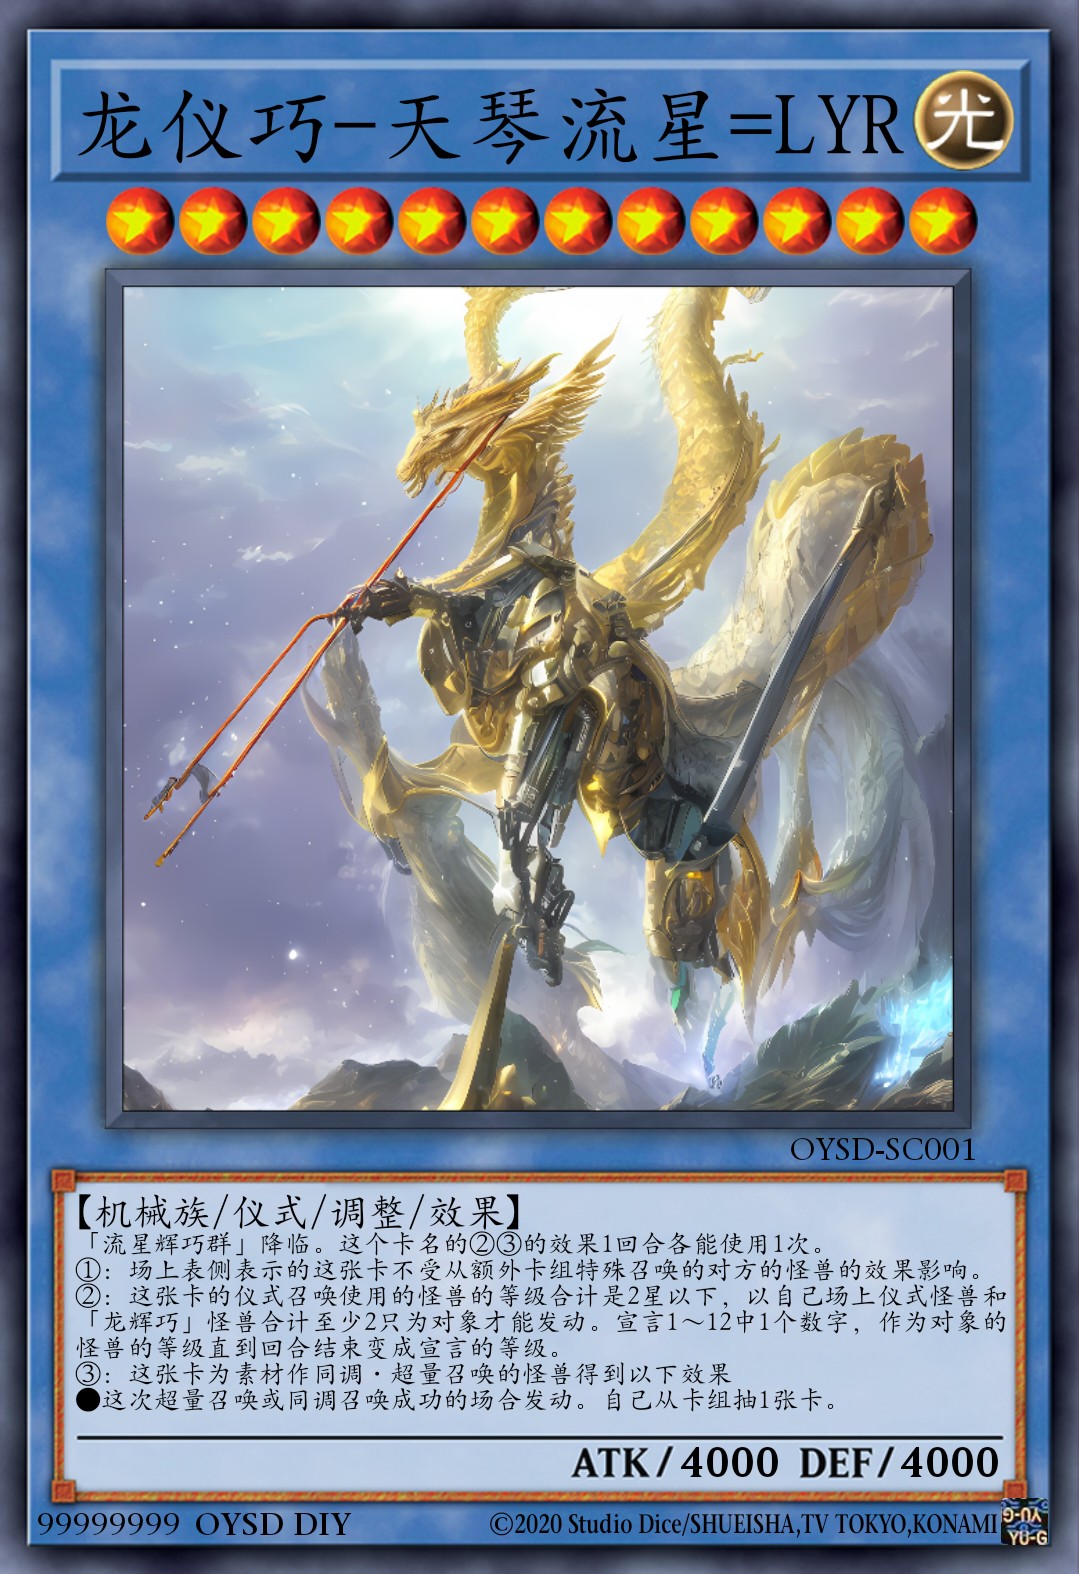 龙仪巧-天琴流星=LYR
光
OYSD-SC001
【机械族/仪式/调整/效果】
「流星辉巧群」降临。这个卡名的②③的效果1回合各能使用1次。
①：场上表侧表示的这张卡不受从额外卡组特殊召唤的对方的怪兽的效果影响。
②：这张卡的仪式召唤使用的怪兽的等级合计是2星以下，以自己场上仪式怪兽和
「龙辉巧」怪兽合计至少2只为对象才能发动。宣言1～12中1个数字，作为对象的
怪兽的等级直到回合结束变成宣言的等级。
③：这张卡为素材作同调·超量召唤的怪兽得到以下效果
●这次超量召唤或同调召唤成功的场合发动。自己从卡组抽1张卡。
ATK/4000 DEF/4000
99999999 OYSD DIY
©2020 Studio Dice/SHUEISHA,TV TOKYO,KONAMI